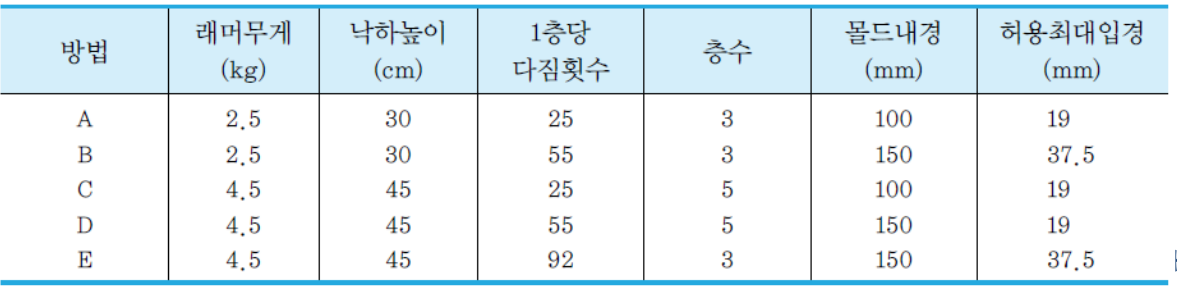 방법 래머무게 (kg) 낙하높이 (cm) 1층당 다짐횟수 층수 몰드내경 (mm) 허용최대입경 (mm)
A 2.5 30 25 3 100 19
B 2.5 30 55 3 150 37.5
C 4.5 45 25 5 100 19
D 4.5 45 55 5 150 19
E 4.5 45 92 3 150 37.5